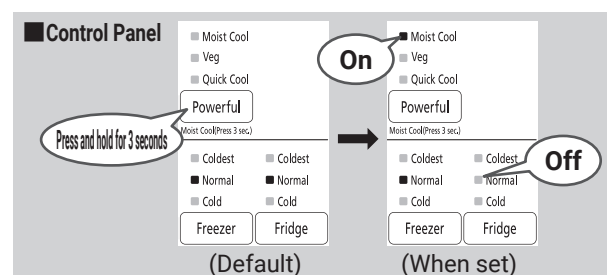 ■Control Panel
Moist Cool
Veg
Quick Cool
Powerful
Press and hold for 3 seconds
Moist Cool(Press 3 sec.)
Coldest Coldest
Normal Normal
Cold Cold
Freezer Fridge
(Default)
On
Moist Cool
Veg
Quick Cool
Powerful
Moist Cool(Press 3 sec.)
Coldest Coldest
Off
Normal Normal
Cold Cold
Freezer Fridge
(When set)